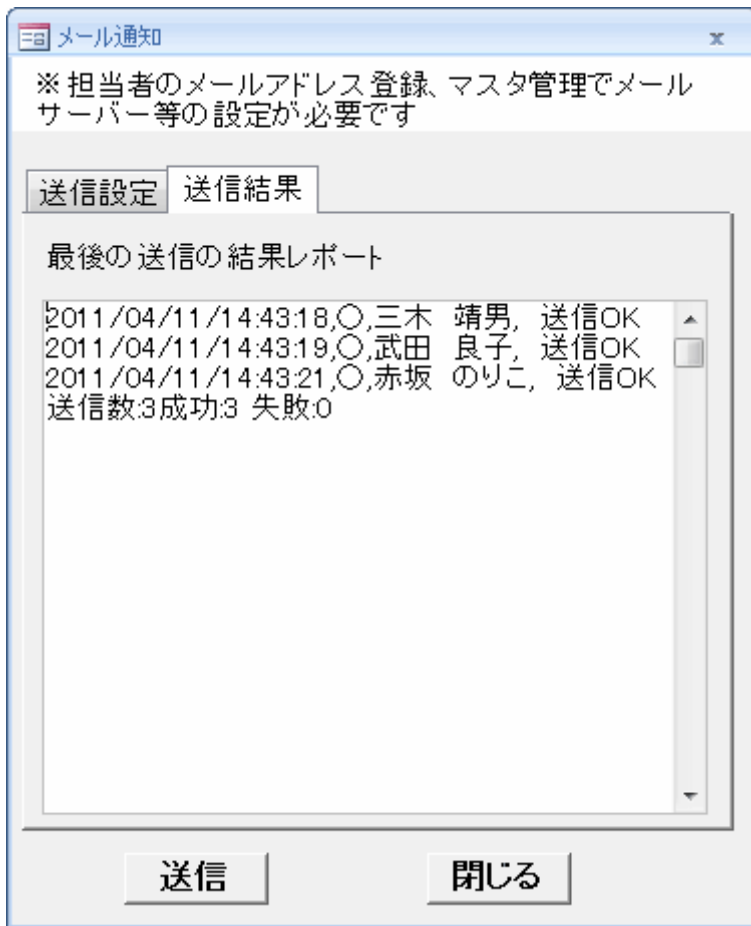 メール通知
※担当者のメールアドレス登録、マスタ管理でメール
サーバー等の設定が必要です
送信設定 送信結果
最後の送信の結果レポート
2011/04/11/14:43:18,〇,三木 靖男, 送信OK
2011/04/11/14:43:19,〇,武田 良子, 送信OK
2011/04/11/14:43:21,〇,赤坂 のりこ, 送信OK
送信数:3成功:3 失敗:0
送信 閉じる